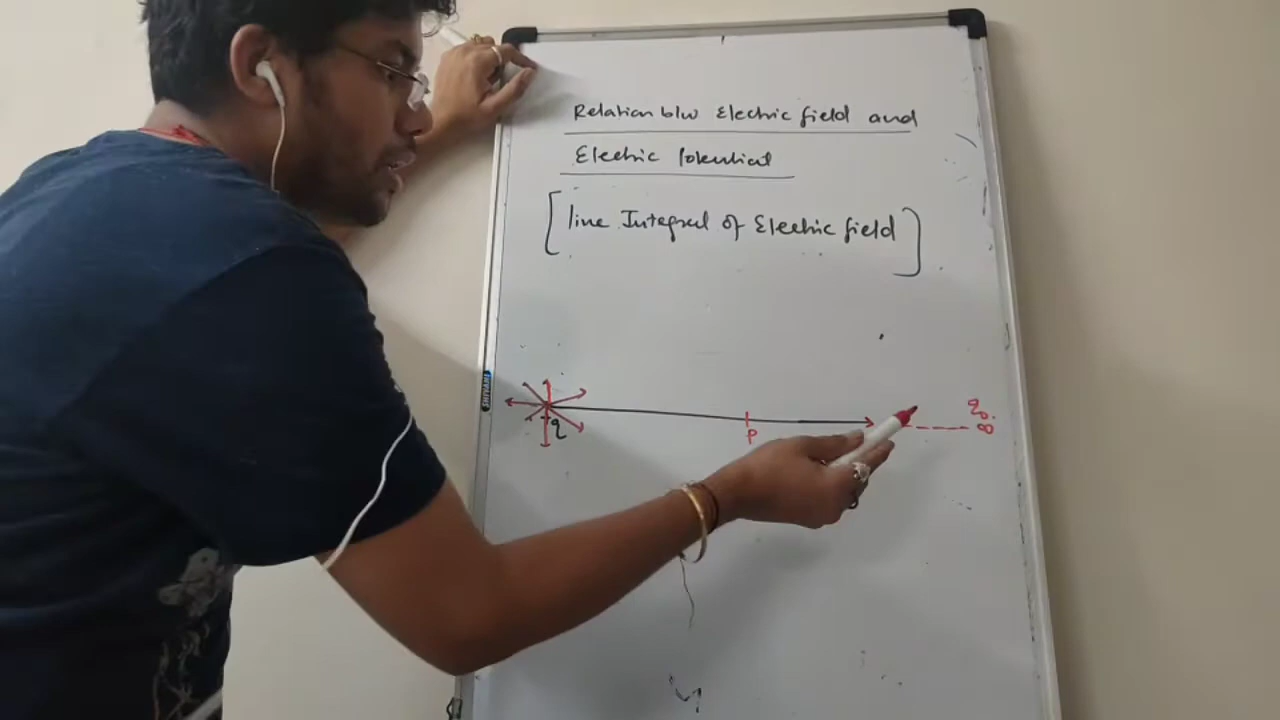 Relation b/w Electric field and
Electric Potential
[line Integral of Electric field]
q
P
q₀.
∞